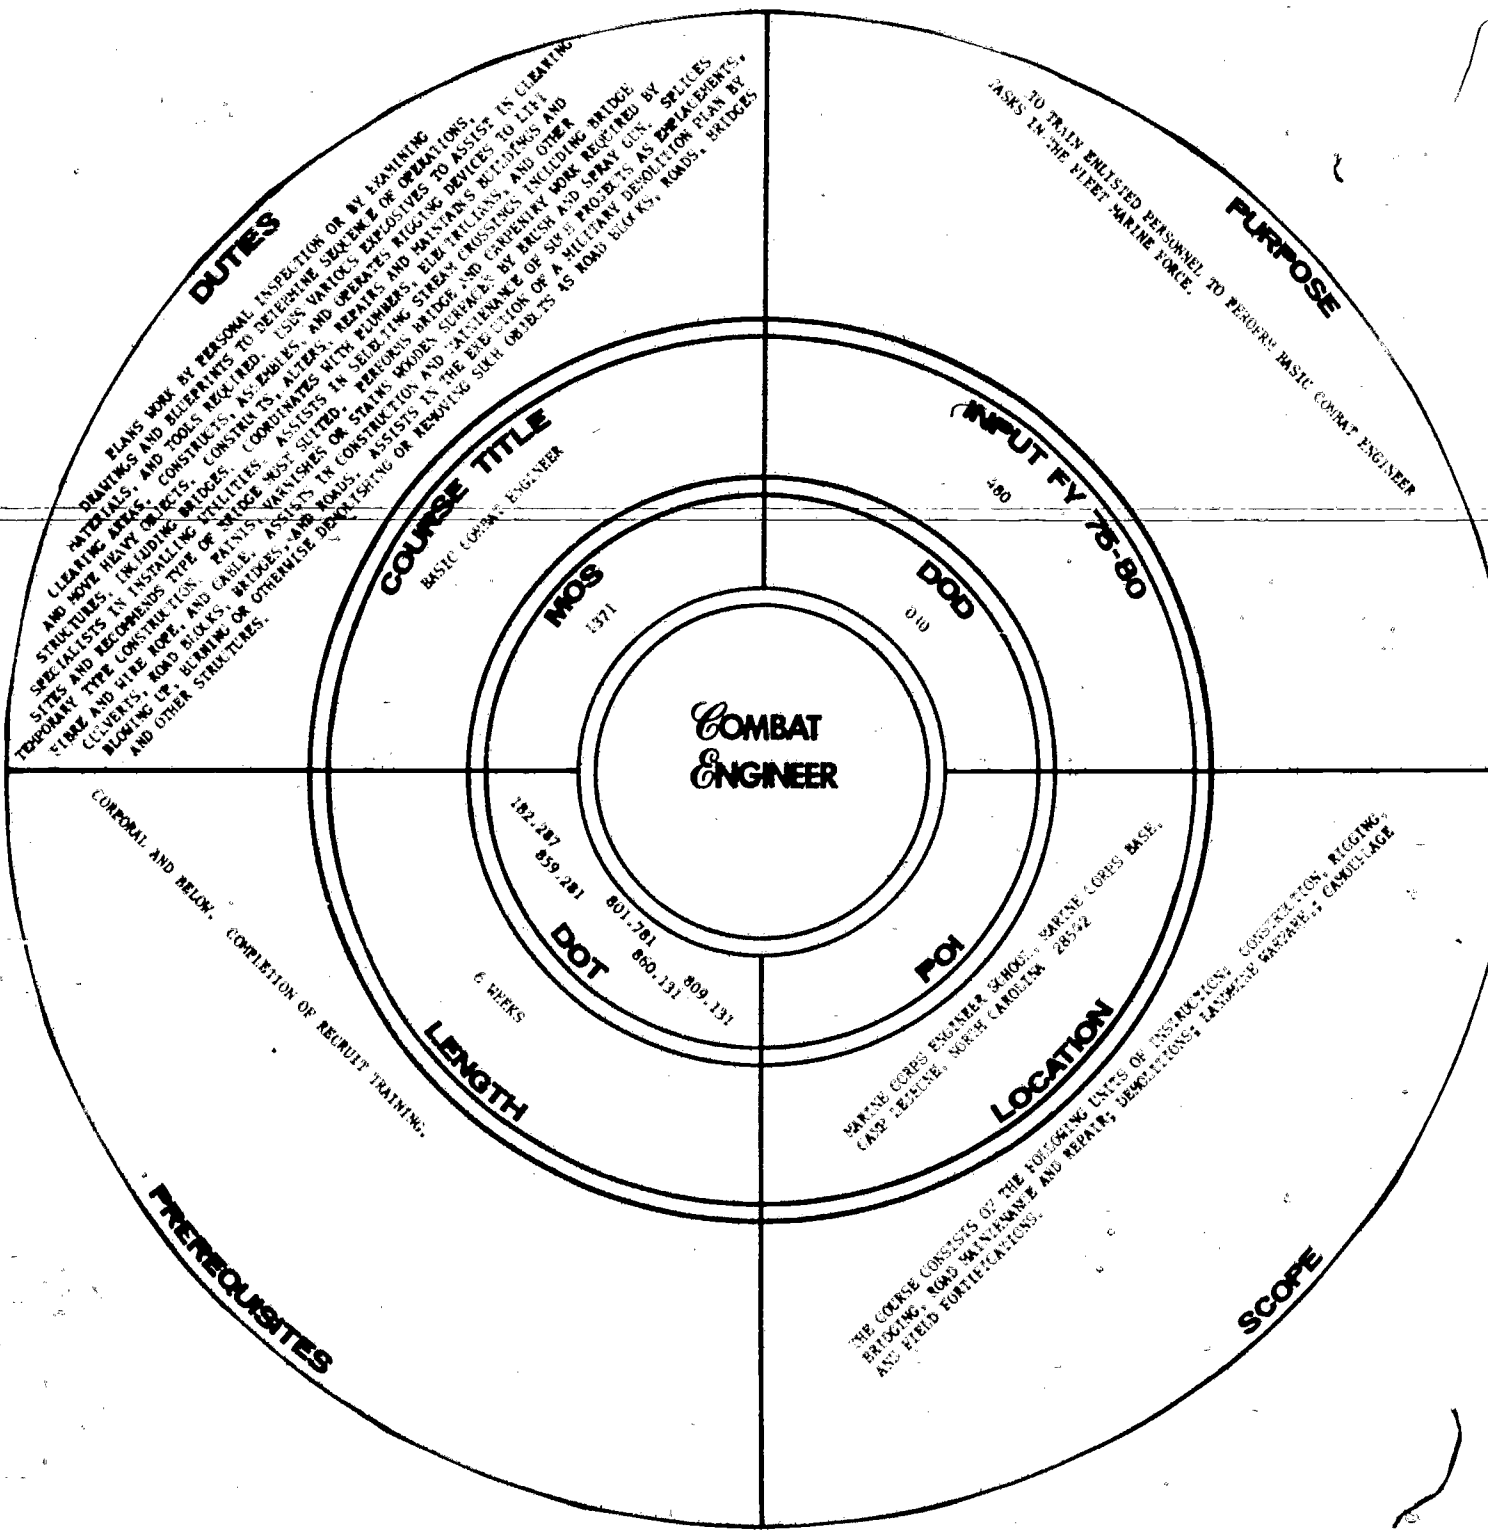 DUTIES
PLANS WORK BY PERSONAL INSPECTION OR BY EXAMINING
DRAWINGS AND BLUEPRINTS TO DETERMINE SEQUENCE OF OPERATIONS,
MATERIALS, AND TOOLS REQUIRED. USES VARIOUS EXPLOSIVES TO ASSIST IN CLEARING
CLEARING AREAS. CONSTRUCTS, ASSEMBLES, AND OPERATES RIGGING DEVICES TO LIFT
AND MOVE HEAVY OBJECTS. CONSTRUCTS, ALTERS, REPAIRS AND MAINTAINS BUILDINGS AND
STRUCTURES, INCLUDING BRIDGES. COORDINATES WITH PLUMBERS, ELECTRICIANS, AND OTHER
SPECIALISTS IN INSTALLING UTILITIES. ASSISTS IN SELECTING STREAM CROSSINGS INCLUDING BRIDGE
SITES AND RECOMMENDS TYPE OF BRIDGE MOST SUITED. PERFORMS BRIDGE AND CARPENTRY WORK REQUIRED BY
TEMPORARY TYPE CONSTRUCTION. PAINTS, VARNISHES OR STAINS WOODEN SURFACES BY BRUSH AND SPRAY GUN. SPLICES
FIBRE AND WIRE ROPE, AND CABLE. ASSISTS IN CONSTRUCTION AND MAINTENANCE OF SUCH PROJECTS AS EMPLACEMENTS,
CULVERTS, ROAD BLOCKS, BRIDGES, AND ROADS. ASSISTS IN THE EXECUTION OF A MILITARY DEMOLITION PLAN BY
BLOWING UP, BURNING OR OTHERWISE DEMOLISHING OR REMOVING SUCH OBJECTS AS ROAD BLOCKS, ROADS, BRIDGES
AND OTHER STRUCTURES.
PURPOSE
TO TRAIN ENLISTED PERSONNEL TO PEROFRM BASIC COMBAT ENGINEER
TASKS IN THE FLEET MARINE FORCE.
COURSE TITLE
BASIC COMBAT ENGINEER
INPUT FY 75-80
480
MOS
1371
DOD
010
COMBAT
ENGINEER
DOT
182.287
859.281
801.781
860.131
809.131
POI
LENGTH
6 WEEKS
LOCATION
MARINE CORPS ENGINEER SCHOOL, MARINE CORPS BASE,
CAMP LEJEUNE, NORTH CAROLINA 28542
PREREQUISITES
CORPORAL AND BELOW. COMPLETION OF RECRUIT TRAINING.
SCOPE
THE COURSE CONSISTS OF THE FOLLOWING UNITS OF INSTRUCTION: CONSTRUCTION, RIGGING,
BRIDGING, ROAD MAINTENANCE AND REPAIR; DEMOLITIONS; LANDMINE WARFARE; CAMOUFLAGE
AND FIELD FORTIFICATIONS.